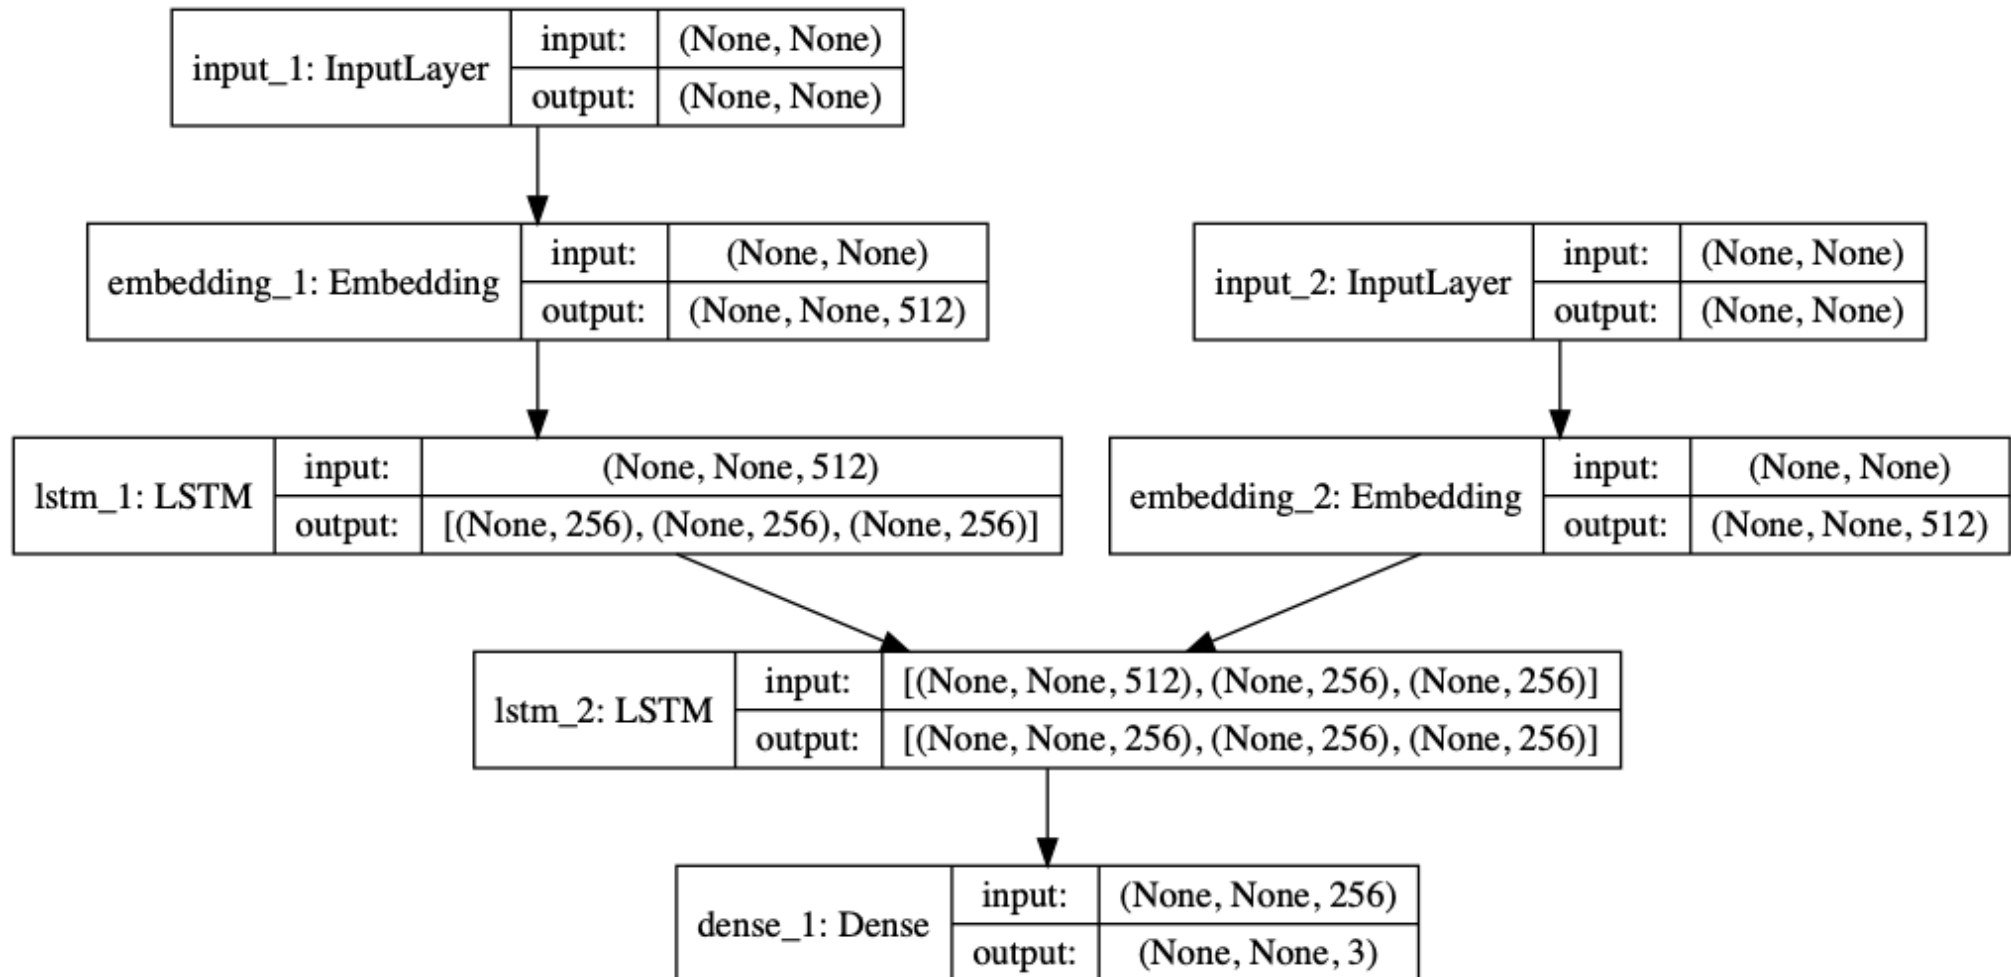 input_1: InputLayer
input: (None, None)
output: (None, None)
embedding_1: Embedding
input: (None, None)
output: (None, None, 512)
input_2: InputLayer
input: (None, None)
output: (None, None)
lstm_1: LSTM
input: (None, None, 512)
output: [(None, 256), (None, 256), (None, 256)]
embedding_2: Embedding
input: (None, None)
output: (None, None, 512)
lstm_2: LSTM
input: [(None, None, 512), (None, 256), (None, 256)]
output: [(None, None, 256), (None, 256), (None, 256)]
dense_1: Dense
input: (None, None, 256)
output: (None, None, 3)